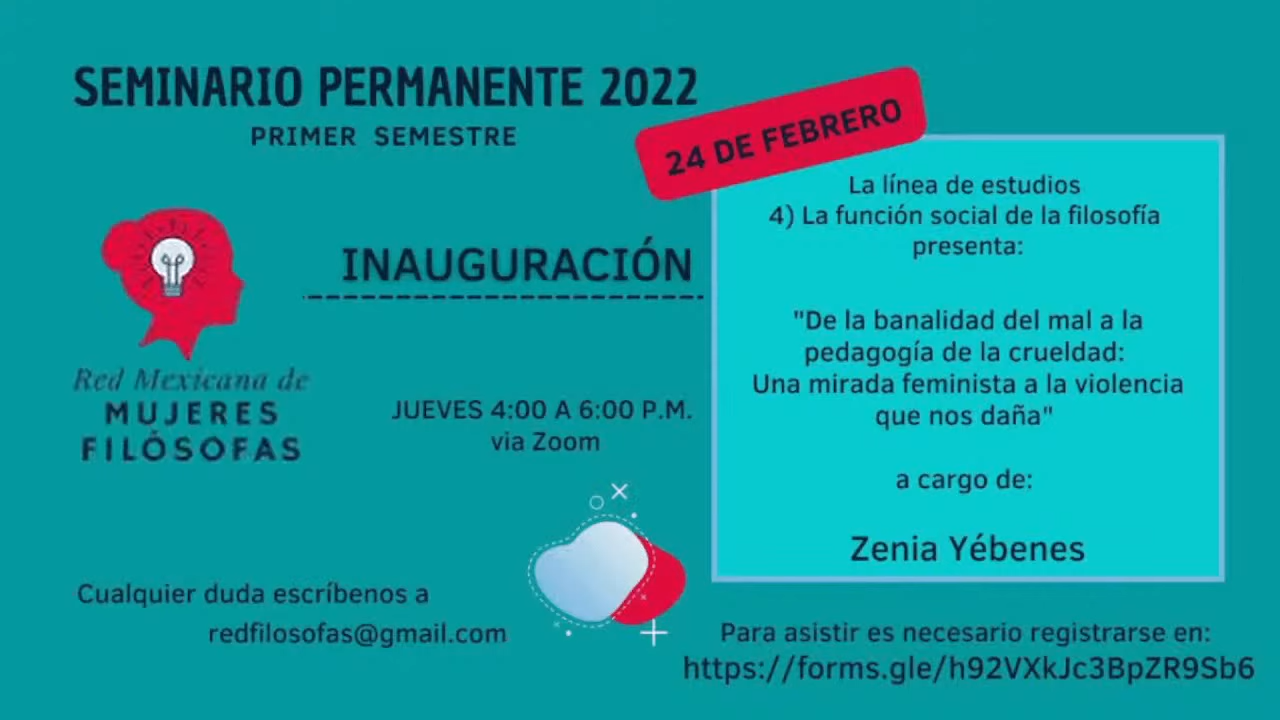 SEMINARIO PERMANENTE 2022
PRIMER SEMESTRE
24 DE FEBRERO
INAUGURACIÓN
Red Mexicana de
MUJERES
FILÓSOFAS
JUEVES 4:00 A 6:00 P.M.
via Zoom
La línea de estudios
4) La función social de la filosofía
presenta:
"De la banalidad del mal a la
pedagogía de la crueldad:
Una mirada feminista a la violencia
que nos daña"
a cargo de:
Zenia Yébenes
Cualquier duda escríbenos a
redfilosofas@gmail.com
Para asistir es necesario registrarse en:
https://forms.gle/h92VXkJc3BpZR9Sb6